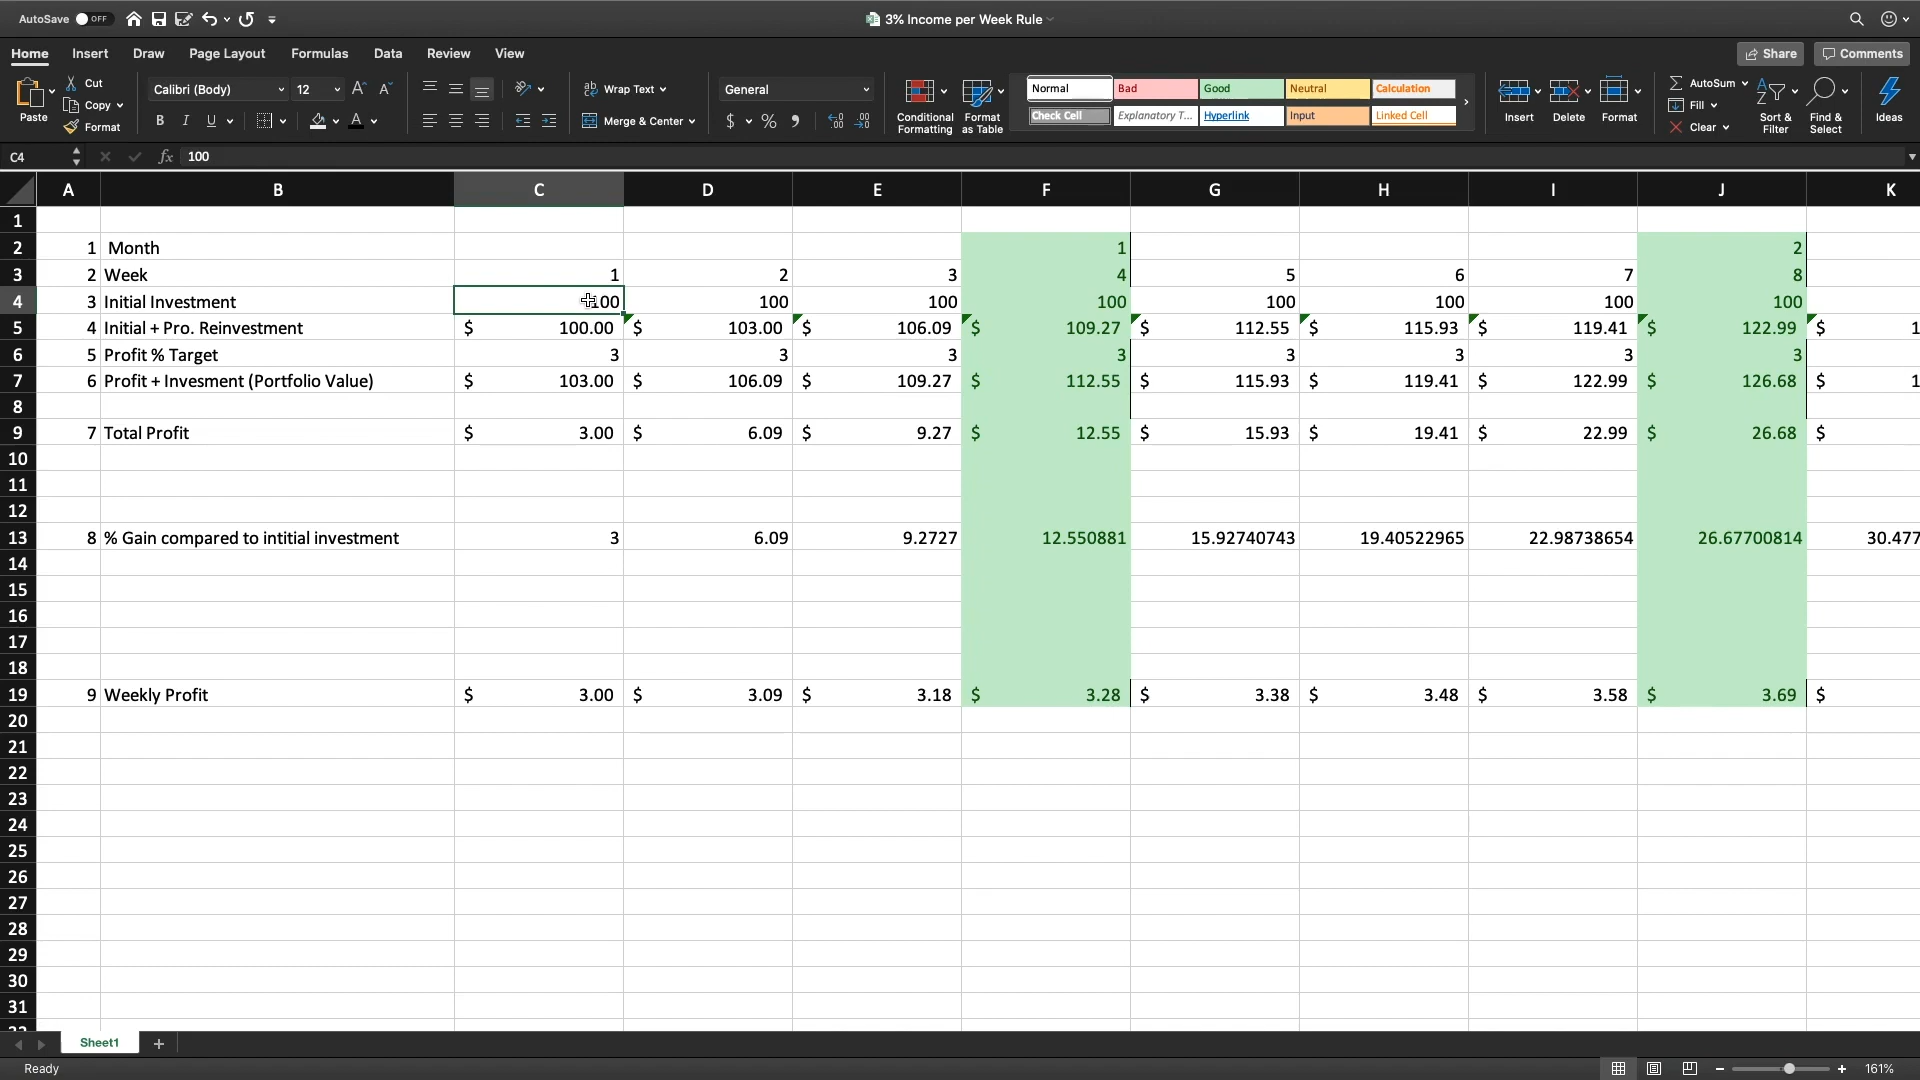 AutoSave OFF 3% Income per Week Rule
Home Insert Draw Page Layout Formulas Data Review View Share Comments
Paste Cut Copy Format
Calibri (Body) 12
B I U A
Wrap Text
Merge & Center
General
$ % 9
Conditional Formatting
Format as Table
Normal Bad Good Neutral Calculation
Check Cell Explanatory T... Hyperlink Input Linked Cell
Insert Delete Format
AutoSum
Fill
Clear
Sort & Filter
Find & Select
Ideas
C4 fx 100
A B C D E F G H I J K
1
2 1 Month 1 2
3 2 Week 1 2 3 4 5 6 7 8
4 3 Initial Investment 100 100 100 100 100 100 100 100
5 4 Initial + Pro. Reinvestment $ 100.00 $ 103.00 $ 106.09 $ 109.27 $ 112.55 $ 115.93 $ 119.41 $ 122.99 $ 1
6 5 Profit % Target 3 3 3 3 3 3 3 3
7 6 Profit + Invesment (Portfolio Value) $ 103.00 $ 106.09 $ 109.27 $ 112.55 $ 115.93 $ 119.41 $ 122.99 $ 126.68 $ 1
8
9 7 Total Profit $ 3.00 $ 6.09 $ 9.27 $ 12.55 $ 15.93 $ 19.41 $ 22.99 $ 26.68 $
10
11
12
13 8 % Gain compared to intitial investment 3 6.09 9.2727 12.550881 15.92740743 19.40522965 22.98738654 26.67700814 30.477
14
15
16
17
18
19 9 Weekly Profit $ 3.00 $ 3.09 $ 3.18 $ 3.28 $ 3.38 $ 3.48 $ 3.58 $ 3.69 $
20
21
22
23
24
25
26
27
28
29
30
31
Sheet1 +
Ready 161%